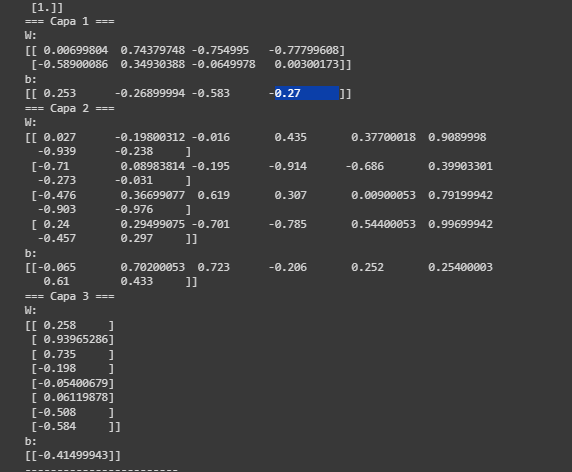 [1.]]
=== Capa 1 ===
W:
[[ 0.00699804 0.74379748 -0.754995 -0.77799608]
[-0.58900086 0.34930388 -0.0649978 0.00300173]]
b:
[[ 0.253 -0.26899994 -0.583 -0.27 ]]
=== Capa 2 ===
W:
[[ 0.027 -0.19800312 -0.016 0.435 0.37700018 0.9089998
-0.939 -0.238 ]
[-0.71 0.08983814 -0.195 -0.914 -0.686 0.39903301
-0.273 -0.031 ]
[-0.476 0.36699077 0.619 0.307 0.00900053 0.79199942
-0.903 -0.976 ]
[ 0.24 0.29499075 -0.701 -0.785 0.54400053 0.99699942
-0.457 0.297 ]]
b:
[[-0.065 0.70200053 0.723 -0.206 0.252 0.25400003
0.61 0.433 ]]
=== Capa 3 ===
W:
[[ 0.258 ]
[ 0.93965286]
[ 0.735 ]
[-0.198 ]
[-0.05400679]
[ 0.06119878]
[-0.508 ]
[-0.584 ]]
b:
[[-0.41499943]]
------------------------